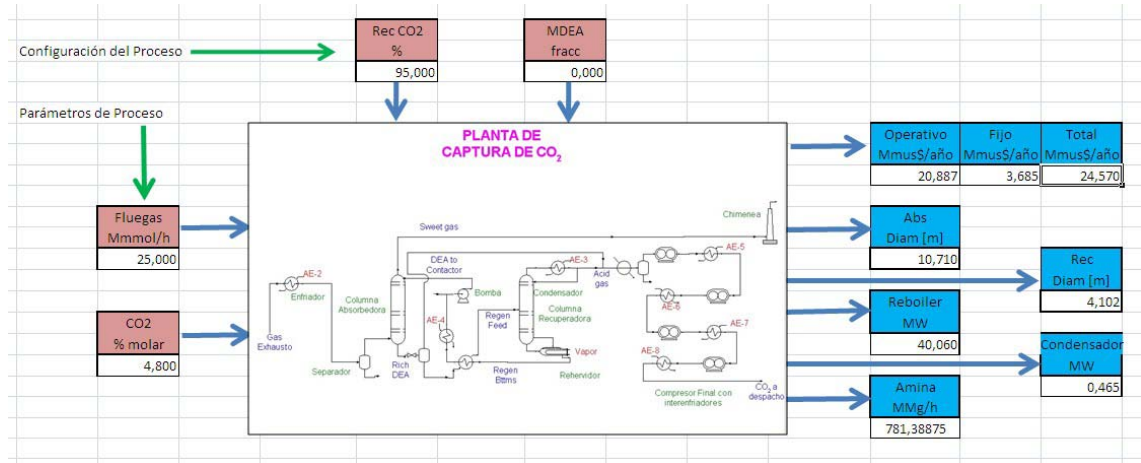 Configuración del Proceso
Rec CO2
%
95,000
MDEA
fracc
0,000
Parámetros de Proceso
Fluegas
Mmmol/h
25,000
CO2
% molar
4,800
PLANTA DE
CAPTURA DE CO2
Chimenea
Sweet gas
AE-2
Enfriador
Gas
Exhausto
Separador
Columna
Absorbedora
DEA to
Contactor
Bomba
AE-4
Rich
DEA
Regen
Feed
Regen
Bttms
AE-3
Condensador
Columna
Recuperadora
Acid
gas
Vapor
Rehervidor
AE-5
AE-6
AE-7
AE-8
Compresor Final con
interenfriadores
CO2 a
despacho
Operativo Fijo Total
Mmus$/año Mmus$/año Mmus$/año
20,887 3,685 24,570
Abs
Diam [m]
10,710
Rec
Diam [m]
4,102
Reboiler
MW
40,060
Condensador
MW
0,465
Amina
MMg/h
781,38875